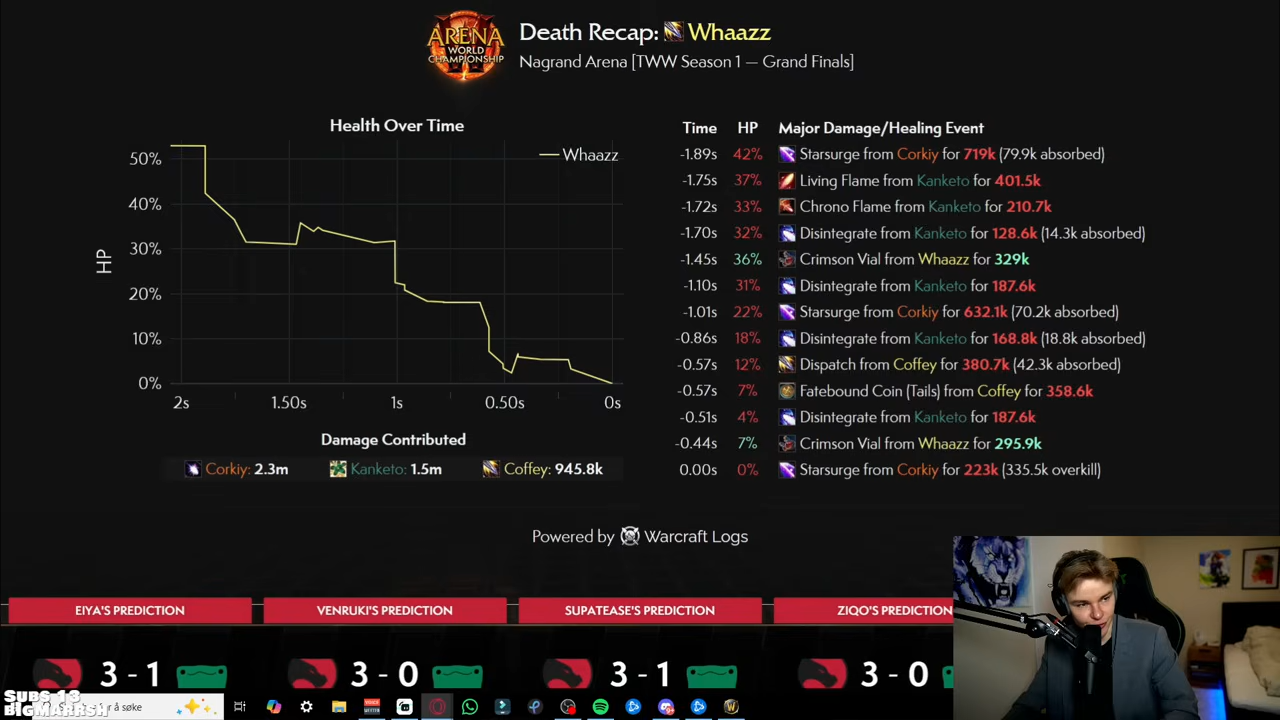 ARENA
WORLD
CHAMPIONSHIP
Death Recap: Whaazz
Nagrand Arena [TWW Season 1 — Grand Finals]
Health Over Time
Whaazz
50%
40%
30%
20%
10%
0%
HP
2s 1.50s 1s 0.50s 0s
Damage Contributed
Corkiy: 2.3m Kanketo: 1.5m Coffey: 945.8k
Time HP Major Damage/Healing Event
-1.89s 42% Starsurge from Corkiy for 719k (79.9k absorbed)
-1.75s 37% Living Flame from Kanketo for 401.5k
-1.72s 33% Chrono Flame from Kanketo for 210.7k
-1.70s 32% Disintegrate from Kanketo for 128.6k (14.3k absorbed)
-1.45s 36% Crimson Vial from Whaazz for 329k
-1.10s 31% Disintegrate from Kanketo for 187.6k
-1.01s 22% Starsurge from Corkiy for 632.1k (70.2k absorbed)
-0.86s 18% Disintegrate from Kanketo for 168.8k (18.8k absorbed)
-0.57s 12% Dispatch from Coffey for 380.7k (42.3k absorbed)
-0.57s 7% Fatebound Coin (Tails) from Coffey for 358.6k
-0.51s 4% Disintegrate from Kanketo for 187.6k
-0.44s 7% Crimson Vial from Whaazz for 295.9k
0.00s 0% Starsurge from Corkiy for 223k (335.5k overkill)
Powered by Warcraft Logs
EIYA'S PREDICTION VENRUKI'S PREDICTION SUPATEASE'S PREDICTION ZIQO'S PREDICTION
3 - 1 3 - 0 3 - 1 3 - 0
SUBS 13
BIGMARRSH
å søke